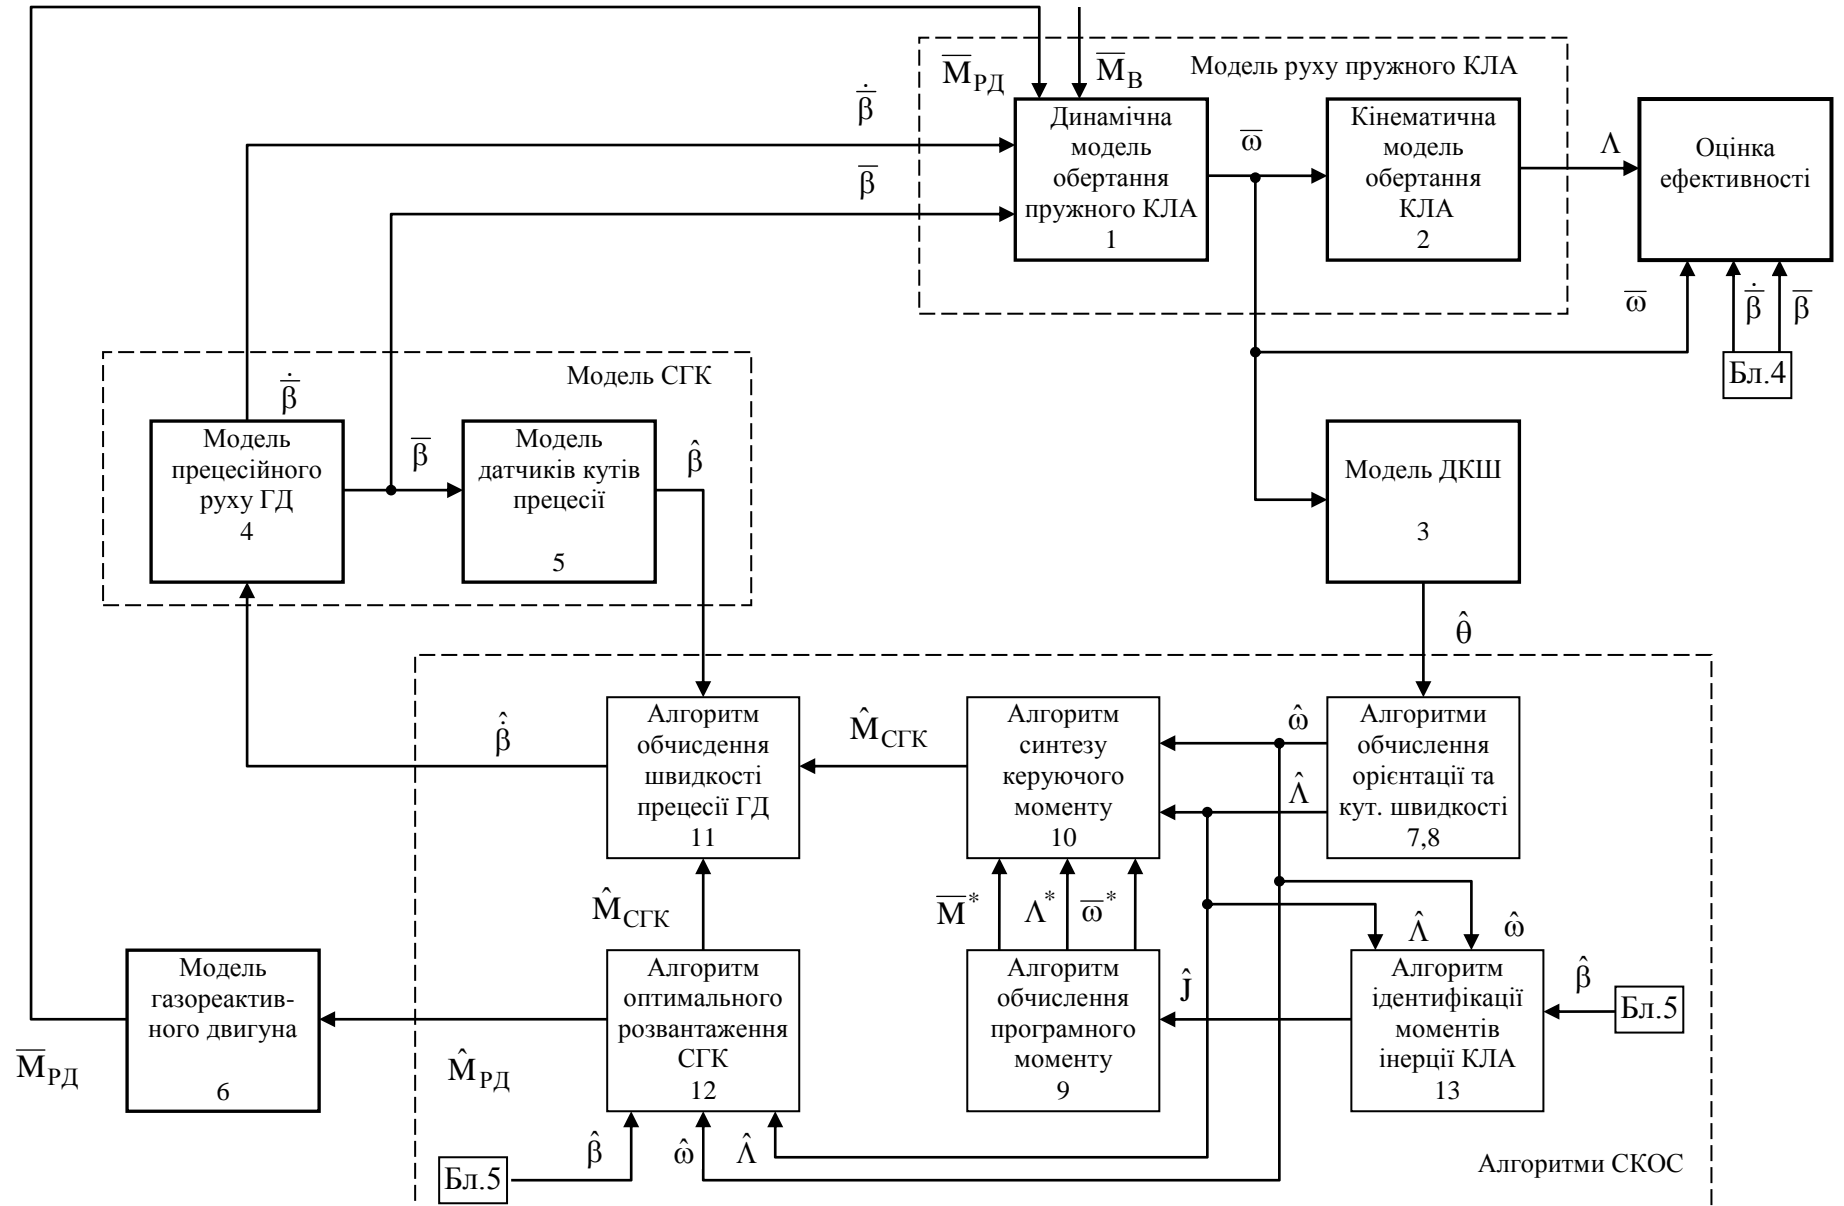 M̅РД
M̅В
Модель руху пружного КЛА
Динамічна
модель
обертання
пружного КЛА
1
ω̅
Кінематична
модель
обертання
КЛА
2
Λ
Оцінка
ефективності
β̅̇
β̅
ω̅
β̅̇
β̅
Бл.4
Модель СГК
β̅̇
Модель
прецесійного
руху ГД
4
β̅
Модель
датчиків кутів
прецесії
5
β̂
Модель ДКШ
3
θ̂
Алгоритм
обчисдення
швидкості
прецесії ГД
11
β̇̂
M̂СГК
Алгоритм
синтезу
керуючого
моменту
10
ω̂
Λ̂
Алгоритми
обчислення
орієнтації та
кут. швидкості
7,8
M̂СГК
M̅*
Λ*
ω̅*
Λ̂
ω̂
Модель
газореактив-
ного двигуна
6
M̅РД
M̂РД
Алгоритм
оптимального
розвантаження
СГК
12
Алгоритм
обчислення
програмного
моменту
9
Ĵ
Алгоритм
ідентифікації
моментів
інерції КЛА
13
β̂
Бл.5
Бл.5
β̂
ω̂
Λ̂
Алгоритми СКОС